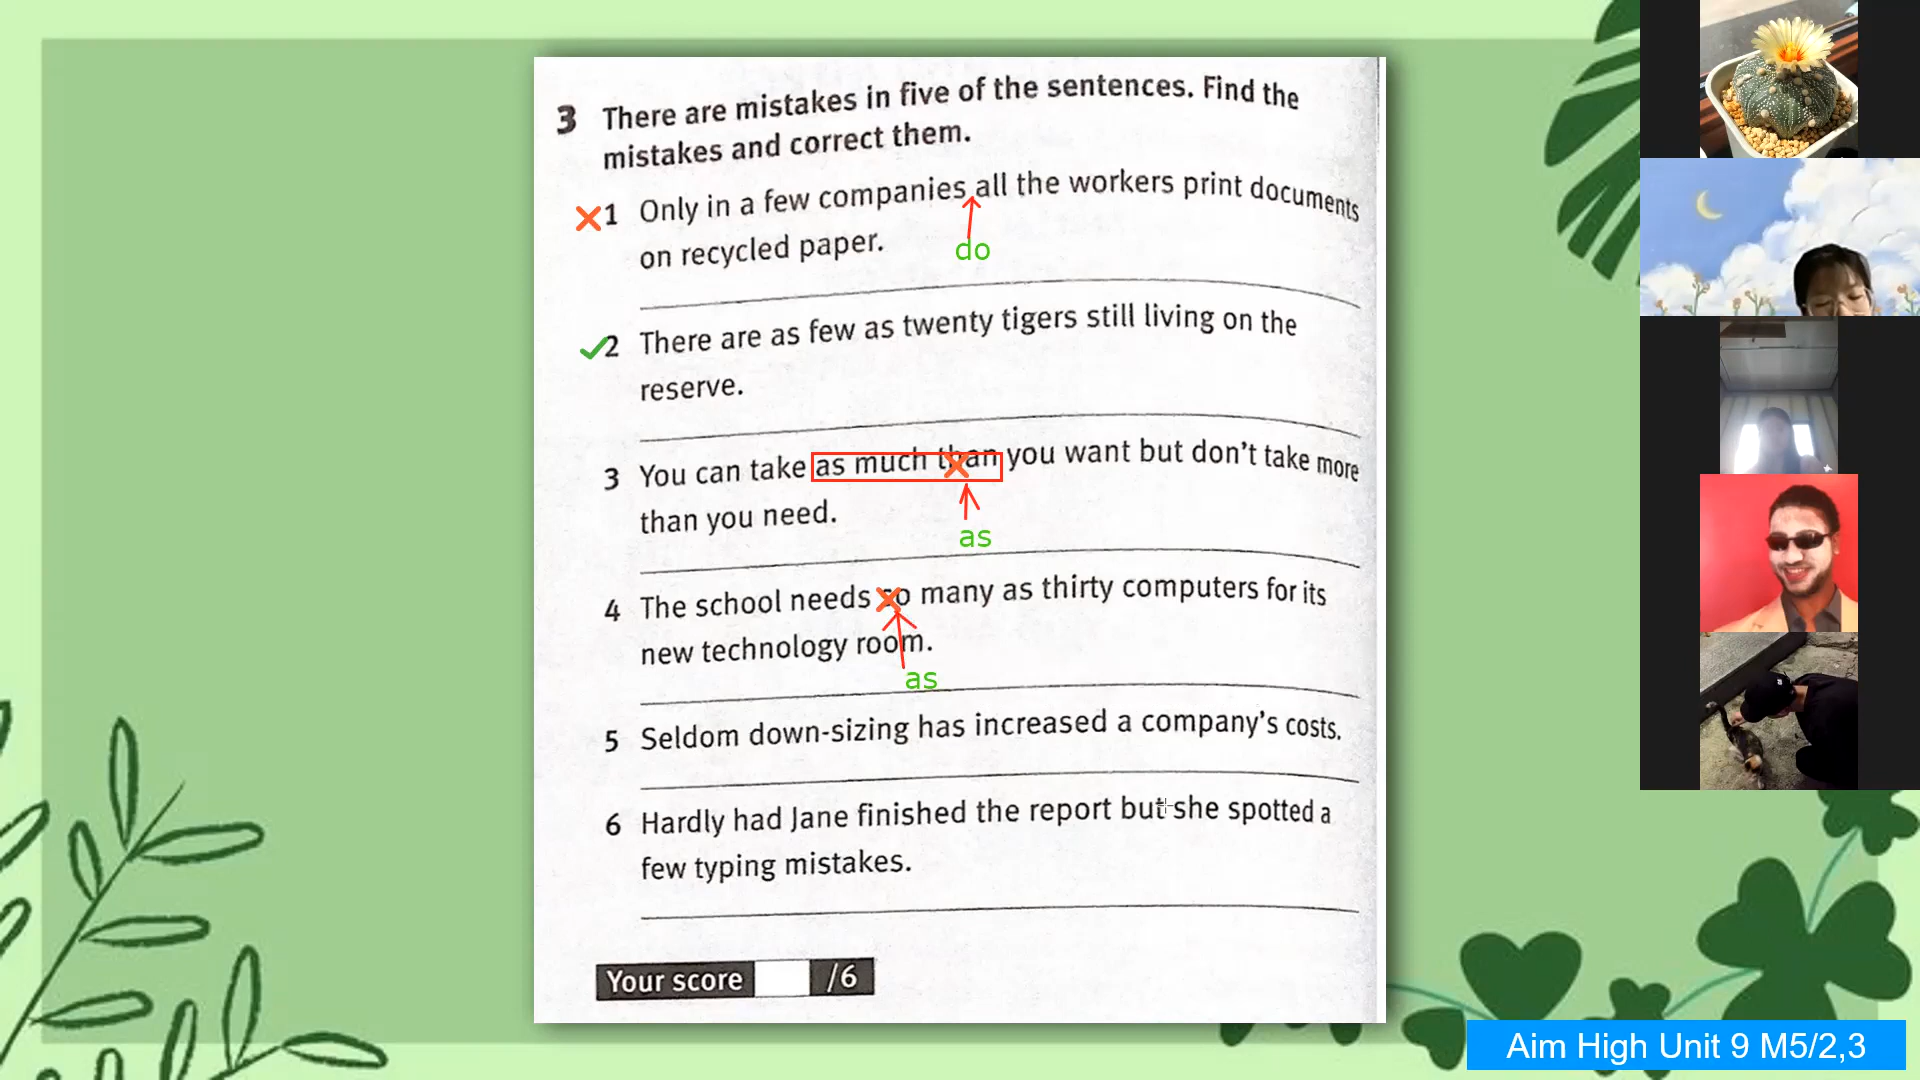 3 There are mistakes in five of the sentences. Find the
mistakes and correct them.
1 Only in a few companies all the workers print documents
on recycled paper.
do
2 There are as few as twenty tigers still living on the
reserve.
3 You can take as much than you want but don't take more
than you need.
as
4 The school needs so many as thirty computers for its
new technology room.
as
5 Seldom down-sizing has increased a company's costs.
6 Hardly had Jane finished the report but she spotted a
few typing mistakes.
Your score /6
Aim High Unit 9 M5/2,3